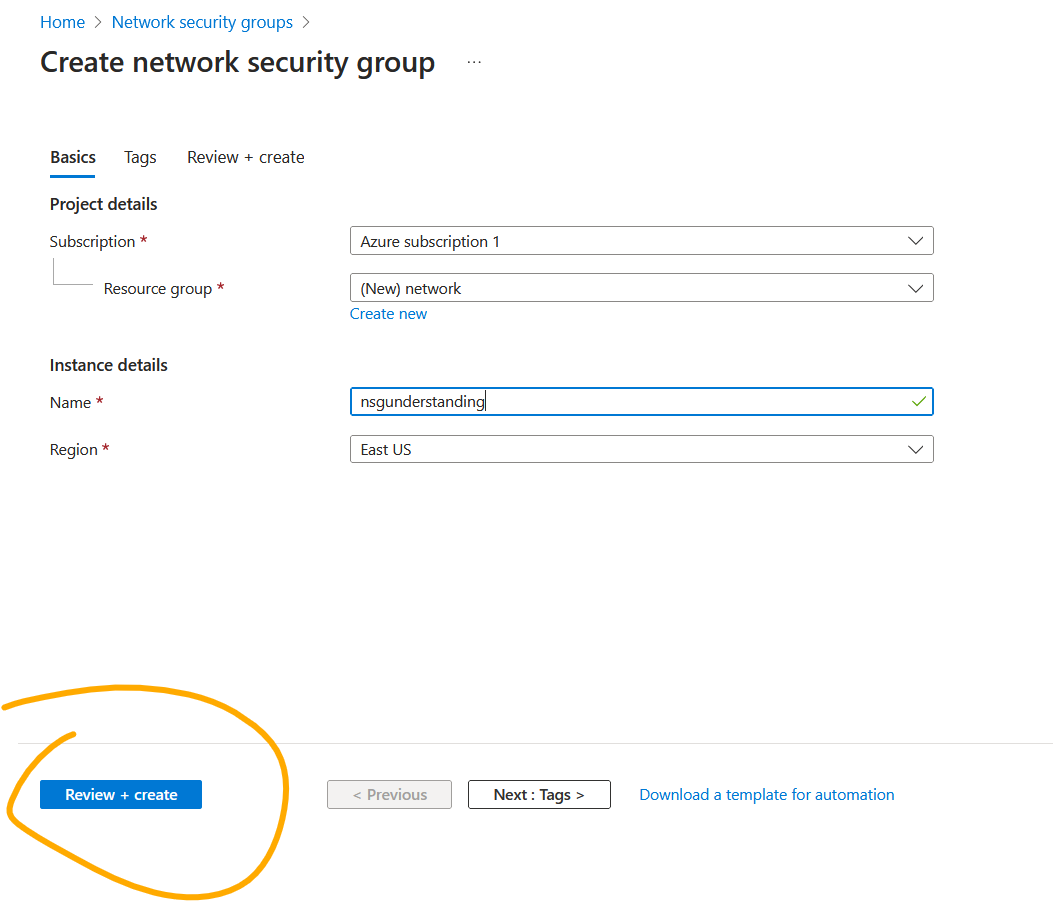 Home > Network security groups >
Create network security group ...
Basics Tags Review + create
Project details
Subscription *
Azure subscription 1
Resource group *
(New) network
Create new
Instance details
Name *
nsgunderstanding
Region *
East US
Review + create
< Previous
Next : Tags >
Download a template for automation